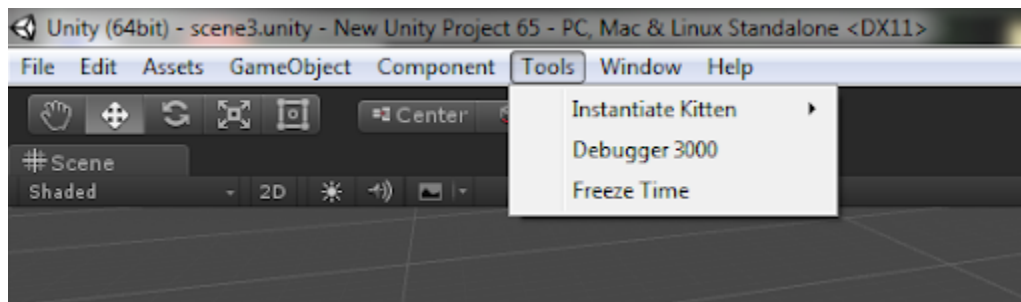 Unity (64bit) - scene3.unity - New Unity Project 65 - PC, Mac & Linux Standalone <DX11>
File Edit Assets GameObject Component Tools Window Help
Center
Instantiate Kitten
Debugger 3000
Freeze Time
Scene
Shaded 2D